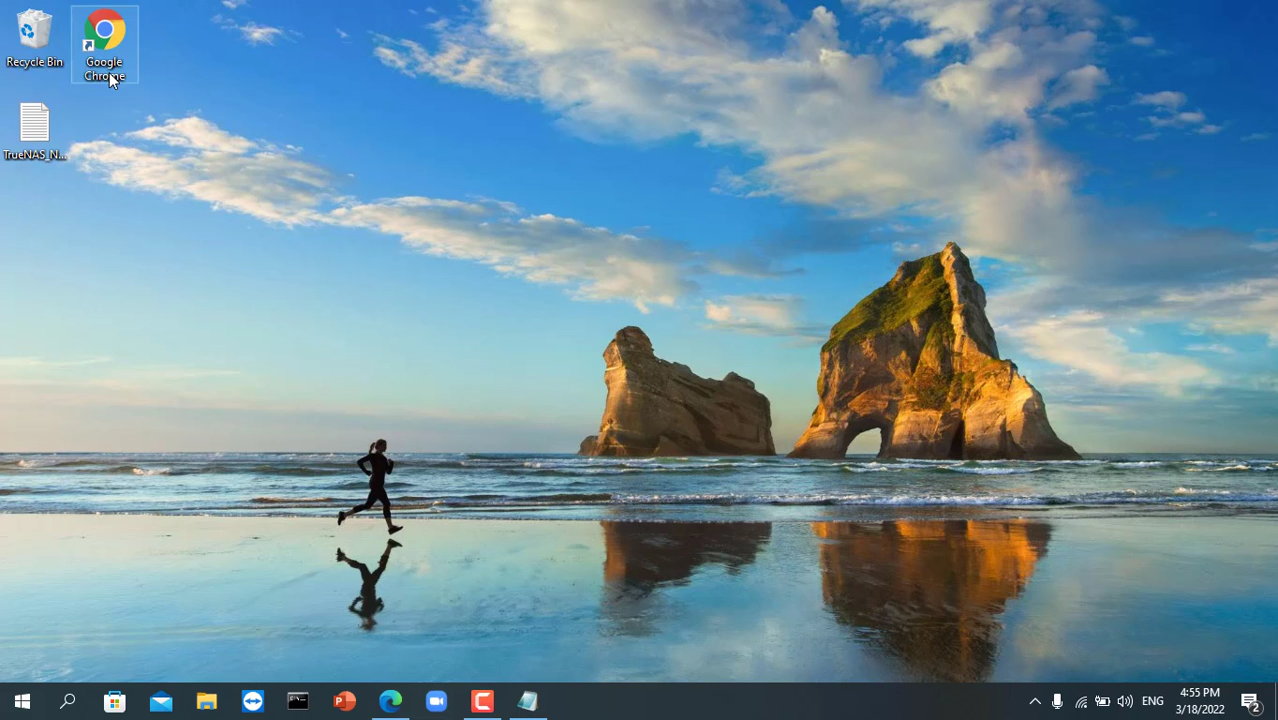 Recycle Bin
Google
Chrome
TrueNAS_N...
ENG
4:55 PM
3/18/2022
2